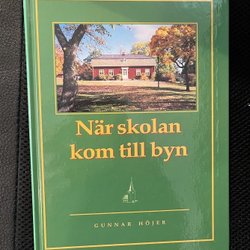 När skolan
kom till byn
GUNNAR HÖJER